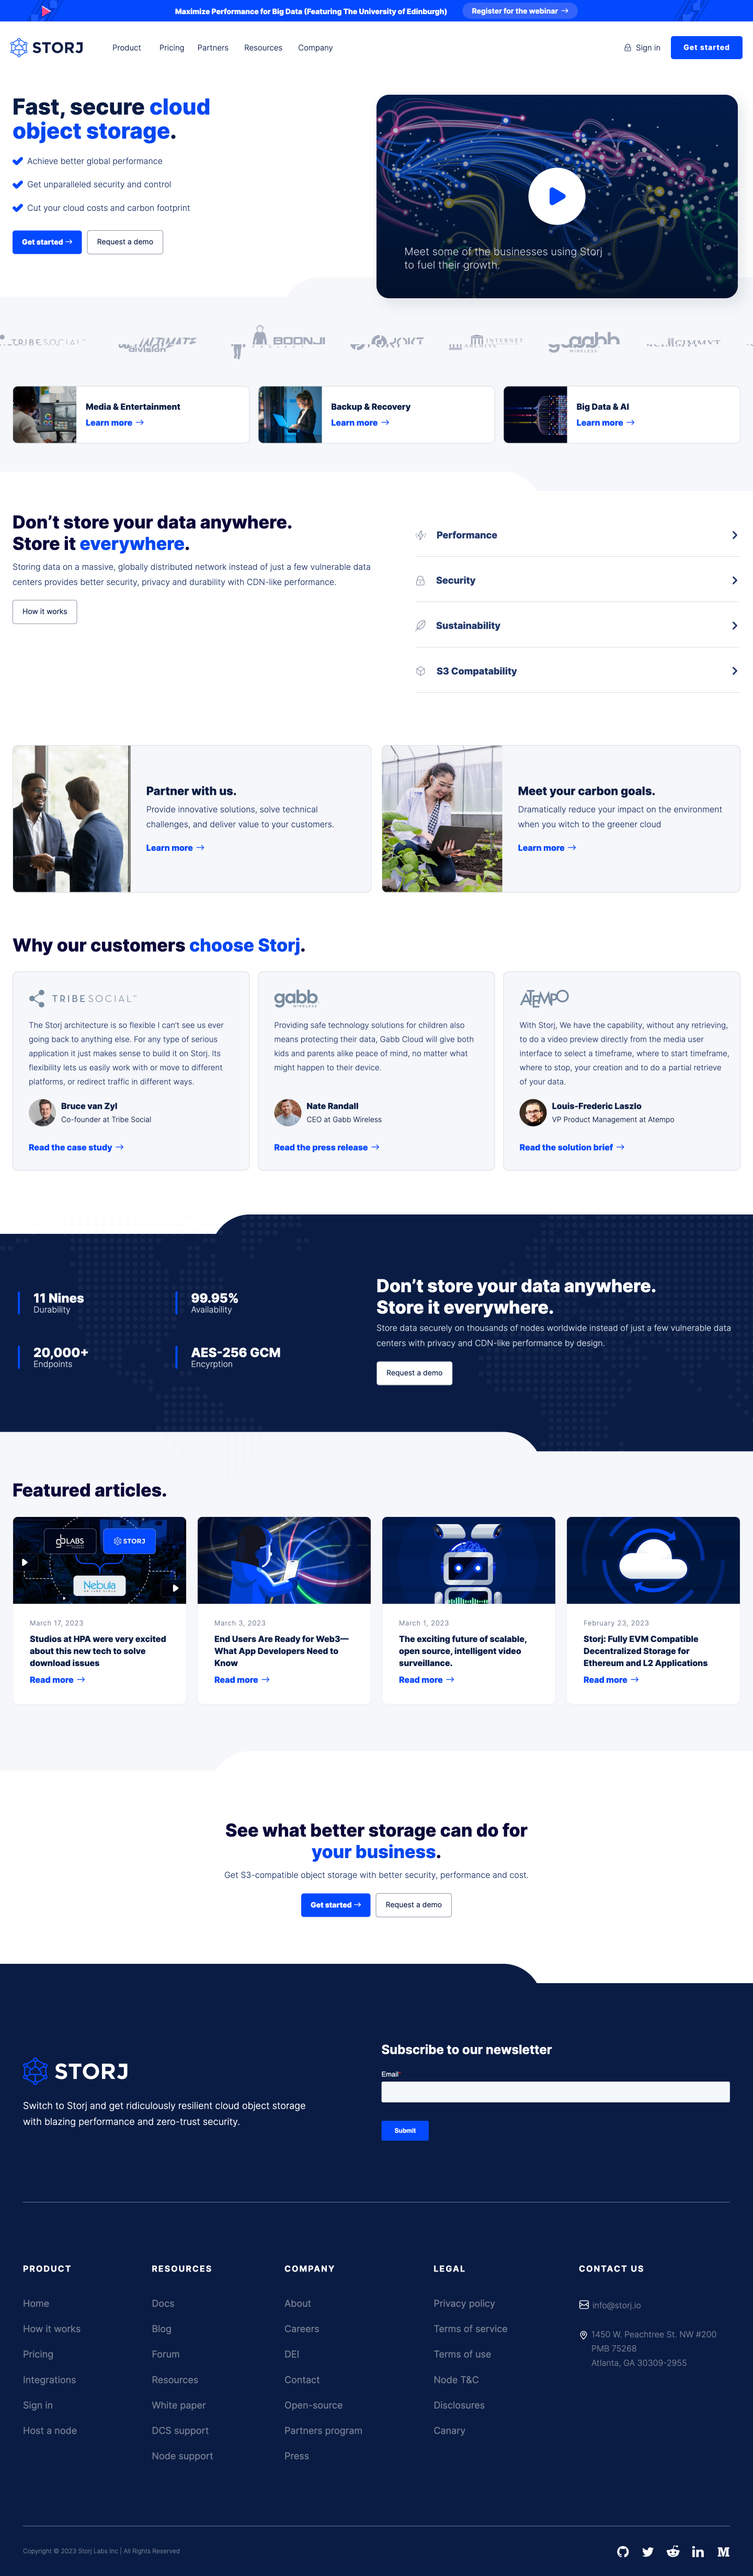 Maximize Performance for Big Data (Featuring The University of Edinburgh)
Register for the webinar →
STORJ
Product
Pricing
Partners
Resources
Company
Sign in
Get started
Fast, secure cloud
object storage.
Achieve better global performance
Get unparalleled security and control
Cut your cloud costs and carbon footprint
Get started →
Request a demo
Meet some of the businesses using Storj
to fuel their growth.
TRIBESOCIAL
BOONJI
INTERNET
gabb
WIRELESS
Media & Entertainment
Learn more →
Backup & Recovery
Learn more →
Big Data & AI
Learn more →
Don’t store your data anywhere.
Store it everywhere.
Storing data on a massive, globally distributed network instead of just a few vulnerable data
centers provides better security, privacy and durability with CDN-like performance.
How it works
Performance
Security
Sustainability
S3 Compatability
Partner with us.
Provide innovative solutions, solve technical
challenges, and deliver value to your customers.
Learn more →
Meet your carbon goals.
Dramatically reduce your impact on the environment
when you witch to the greener cloud
Learn more →
Why our customers choose Storj.
TRIBESOCIAL™
The Storj architecture is so flexible I can’t see us ever
going back to anything else. For any type of serious
application it just makes sense to build it on Storj. Its
flexibility lets us easily work with or move to different
platforms, or redirect traffic in different ways.
Bruce van Zyl
Co-founder at Tribe Social
Read the case study →
gabb
WIRELESS
Providing safe technology solutions for children also
means protecting their data, Gabb Cloud will give both
kids and parents alike peace of mind, no matter what
might happen to their device.
Nate Randall
CEO at Gabb Wireless
Read the press release →
ATEMPO
With Storj, We have the capability, without any retrieving,
to do a video preview directly from the media user
interface to select a timeframe, where to start timeframe,
where to stop, your creation and to do a partial retrieve
of your data.
Louis-Frederic Laszlo
VP Product Management at Atempo
Read the solution brief →
11 Nines
Durability
99.95%
Availability
20,000+
Endpoints
AES-256 GCM
Encyrption
Don’t store your data anywhere.
Store it everywhere.
Store data securely on thousands of nodes worldwide instead of just a few vulnerable data
centers with privacy and CDN-like performance by design.
Request a demo
Featured articles.
LABS
STORJ
Nebula
March 17, 2023
Studios at HPA were very excited
about this new tech to solve
download issues
Read more →
March 3, 2023
End Users Are Ready for Web3—
What App Developers Need to
Know
Read more →
March 1, 2023
The exciting future of scalable,
open source, intelligent video
surveillance.
Read more →
February 23, 2023
Storj: Fully EVM Compatible
Decentralized Storage for
Ethereum and L2 Applications
Read more →
See what better storage can do for
your business.
Get S3-compatible object storage with better security, performance and cost.
Get started →
Request a demo
STORJ
Switch to Storj and get ridiculously resilient cloud object storage
with blazing performance and zero-trust security.
Subscribe to our newsletter
Email*
Submit
PRODUCT
Home
How it works
Pricing
Integrations
Sign in
Host a node
RESOURCES
Docs
Blog
Forum
Resources
White paper
DCS support
Node support
COMPANY
About
Careers
DEI
Contact
Open-source
Partners program
Press
LEGAL
Privacy policy
Terms of service
Terms of use
Node T&C
Disclosures
Canary
CONTACT US
info@storj.io
1450 W. Peachtree St. NW #200
PMB 75268
Atlanta, GA 30309-2955
Copyright © 2023 Storj Labs Inc | All Rights Reserved